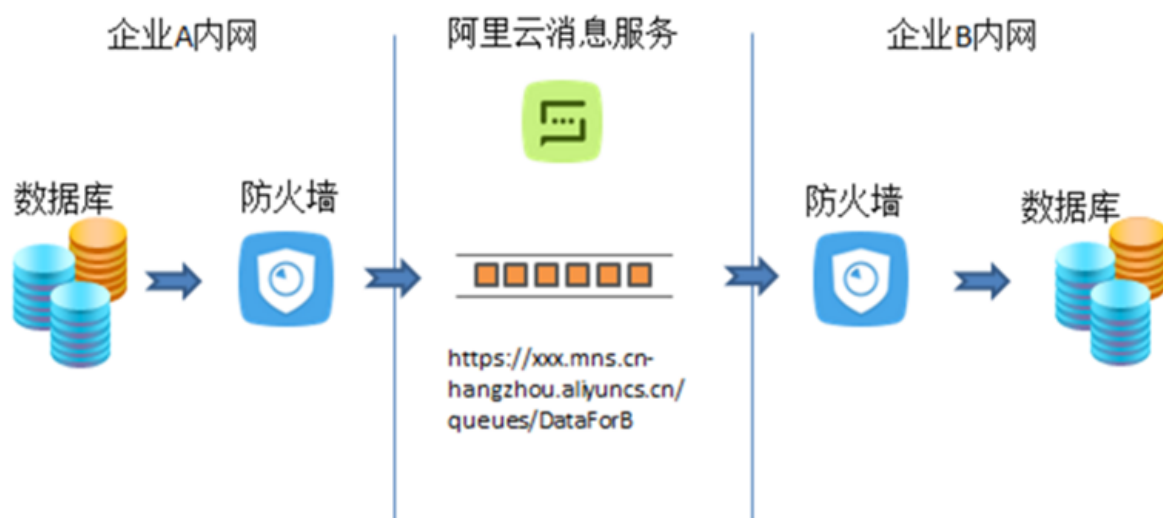 企业A内网
阿里云消息服务
企业B内网
数据库
防火墙
防火墙
数据库
https://xxx.mns.cn-
hangzhou.aliyuncs.cn/
queues/DataForB